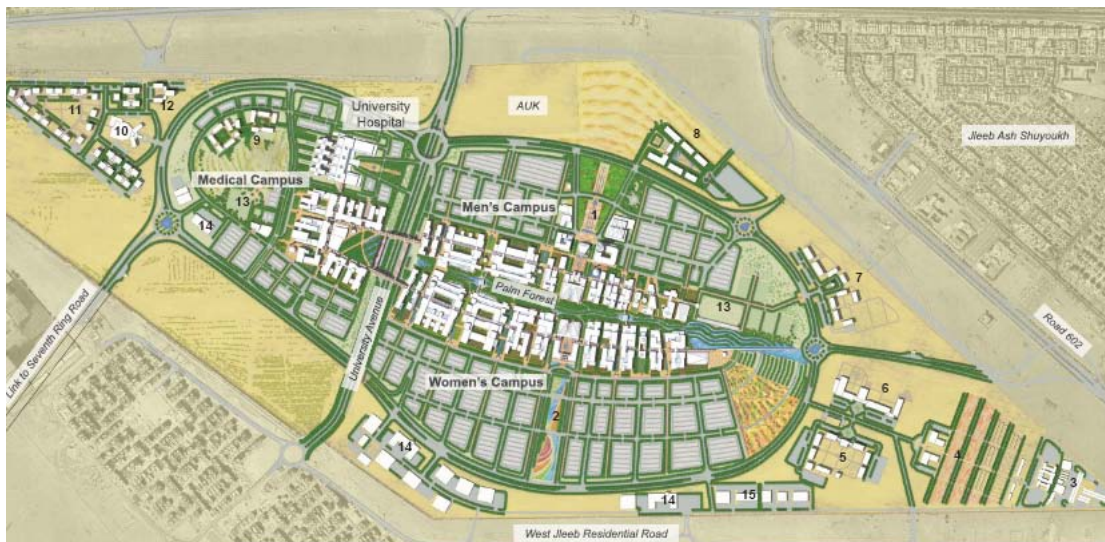 AUK
University
Hospital
Jleeb Ash Shuyoukh
11
12
10
9
8
Medical Campus
13
14
Men's Campus
1
Palm Forest
13
7
Road 602
Link to Seventh Ring Road
University Avenue
Women's Campus
2
6
5
4
3
14
14
15
West Jleeb Residential Road